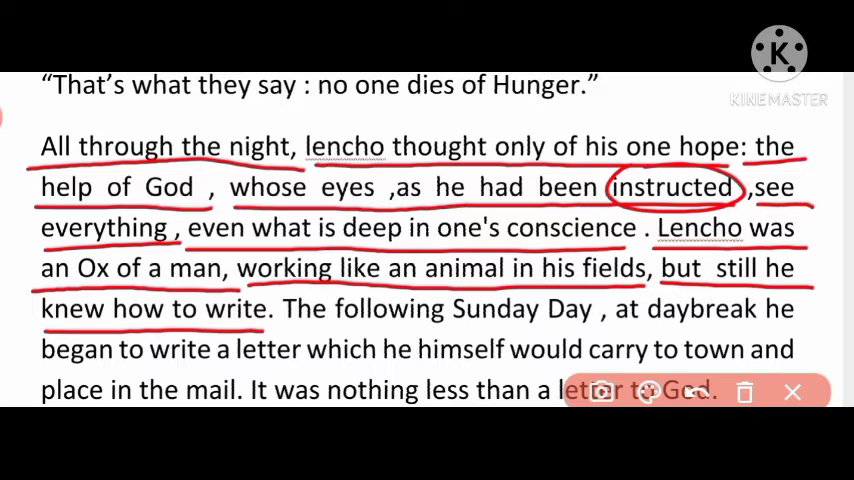 K
KINEMASTER
“That’s what they say : no one dies of Hunger.”
All through the night, lencho thought only of his one hope: the
help of God , whose eyes ,as he had been instructed ,see
everything, even what is deep in one's conscience . Lencho was
an Ox of a man, working like an animal in his fields, but still he
knew how to write. The following Sunday Day , at daybreak he
began to write a letter which he himself would carry to town and
place in the mail. It was nothing less than a letter to God.